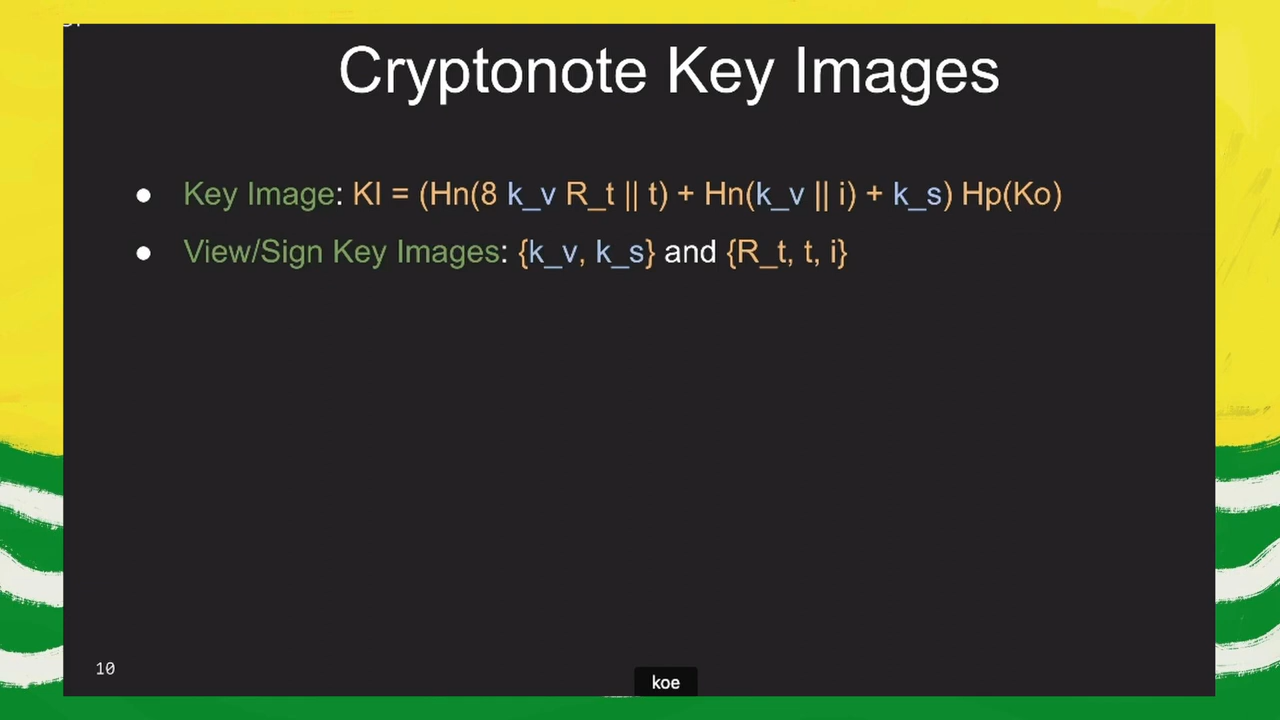 Cryptonote Key Images
● Key Image: KI = (Hn(8 k_v R_t || t) + Hn(k_v || i) + k_s) Hp(Ko)
● View/Sign Key Images: {k_v, k_s} and {R_t, t, i}
10
koe